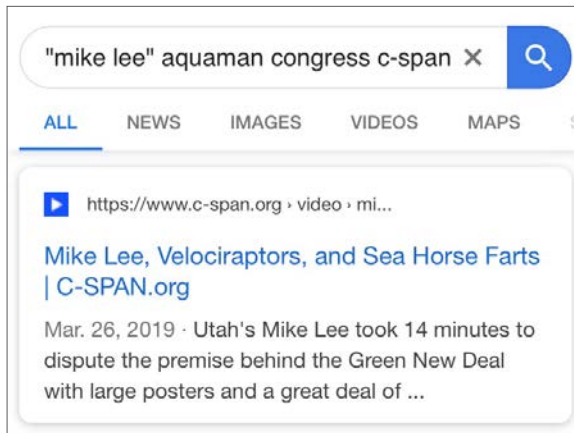 "mike lee" aquaman congress c-span ×
ALL NEWS IMAGES VIDEOS MAPS
https://www.c-span.org › video › mi...
Mike Lee, Velociraptors, and Sea Horse Farts
| C-SPAN.org
Mar. 26, 2019 · Utah's Mike Lee took 14 minutes to
dispute the premise behind the Green New Deal
with large posters and a great deal of ...